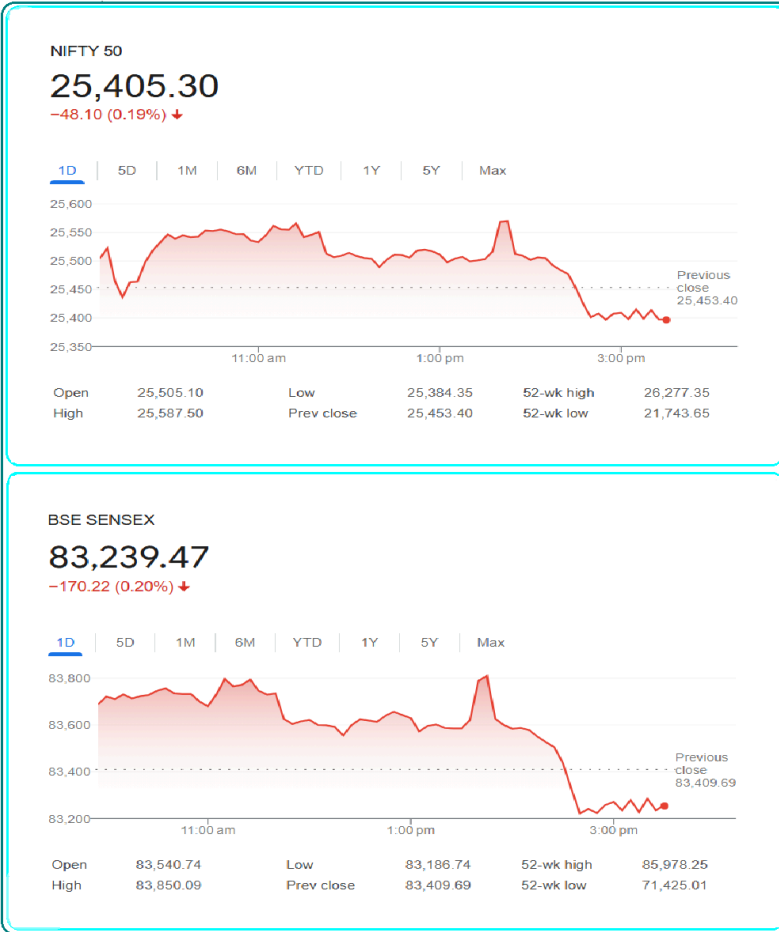 NIFTY 50
25,405.30
−48.10 (0.19%) ↓
1D 5D 1M 6M YTD 1Y 5Y Max
25,600
25,550
25,500
25,450
25,400
25,350
Previous
close
25,453.40
11:00 am 1:00 pm 3:00 pm
Open 25,505.10 Low 25,384.35 52-wk high 26,277.35
High 25,587.50 Prev close 25,453.40 52-wk low 21,743.65
BSE SENSEX
83,239.47
−170.22 (0.20%) ↓
1D 5D 1M 6M YTD 1Y 5Y Max
83,800
83,600
83,400
83,200
Previous
close
83,409.69
11:00 am 1:00 pm 3:00 pm
Open 83,540.74 Low 83,186.74 52-wk high 85,978.25
High 83,850.09 Prev close 83,409.69 52-wk low 71,425.01